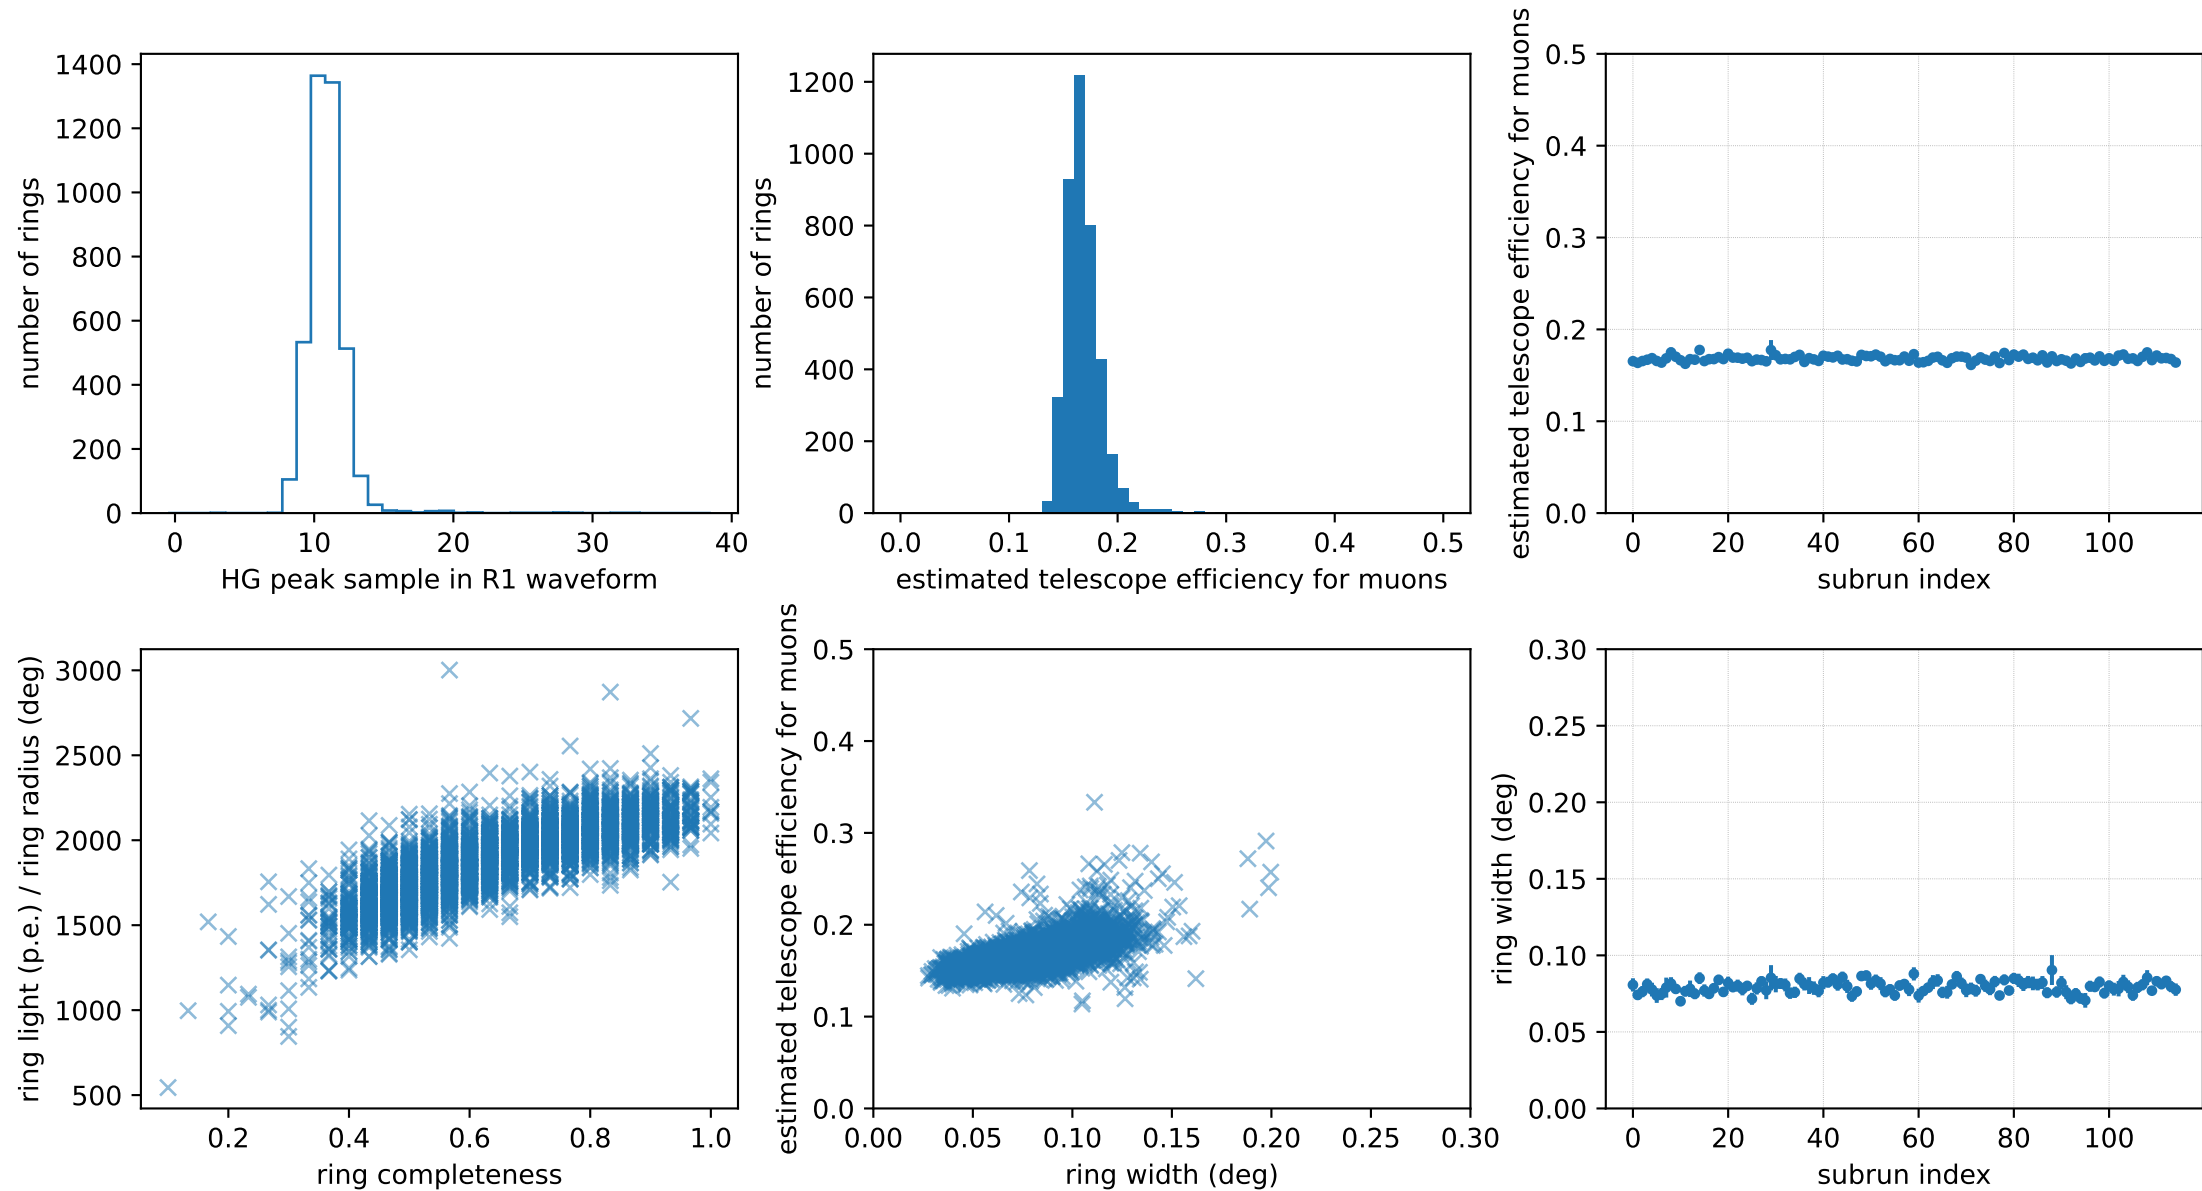 number of rings
1400
1200
1000
800
600
400
200
0
0 10 20 30 40
HG peak sample in R1 waveform
number of rings
1200
1000
800
600
400
200
0
0.0 0.1 0.2 0.3 0.4 0.5
estimated telescope efficiency for muons
estimated telescope efficiency for muons
0.5
0.4
0.3
0.2
0.1
0.0
0 20 40 60 80 100
subrun index
ring light (p.e.) / ring radius (deg)
3000
2500
2000
1500
1000
500
0.2 0.4 0.6 0.8 1.0
ring completeness
estimated telescope efficiency for muons
0.5
0.4
0.3
0.2
0.1
0.0
0.00 0.05 0.10 0.15 0.20 0.25 0.30
ring width (deg)
ring width (deg)
0.30
0.25
0.20
0.15
0.10
0.05
0.00
0 20 40 60 80 100
subrun index